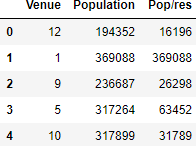 Venue Population Pop/res
0 12 194352 16196
1 1 369088 369088
2 9 236687 26298
3 5 317264 63452
4 10 317899 31789